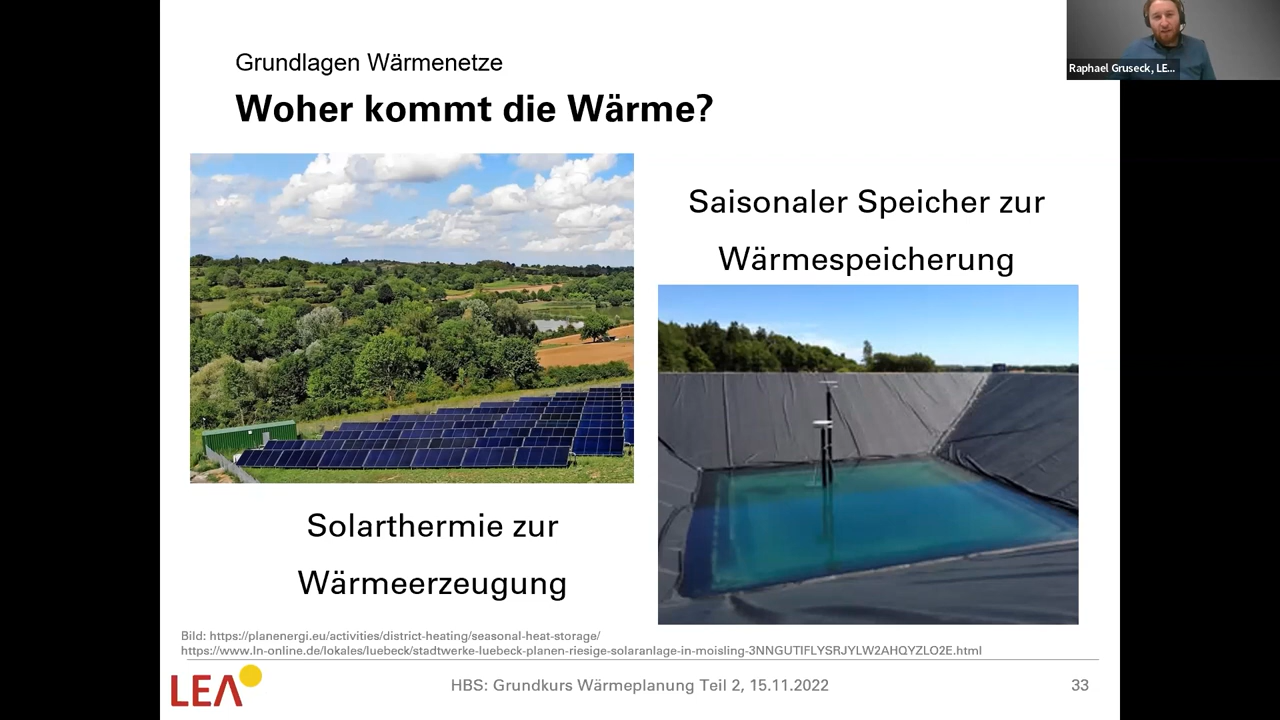 Grundlagen Wärmenetze
Woher kommt die Wärme?
Raphael Gruseck, LE...
Saisonaler Speicher zur
Wärmespeicherung
Solarthermie zur
Wärmeerzeugung
Bild: https://planenergi.eu/activities/district-heating/seasonal-heat-storage/
https://www.ln-online.de/lokales/luebeck/stadtwerke-luebeck-planen-riesige-solaranlage-in-moisling-3NNGUTIFLYSRJYLW2AHQYZLO2E.html
LEA
HBS: Grundkurs Wärmeplanung Teil 2, 15.11.2022
33